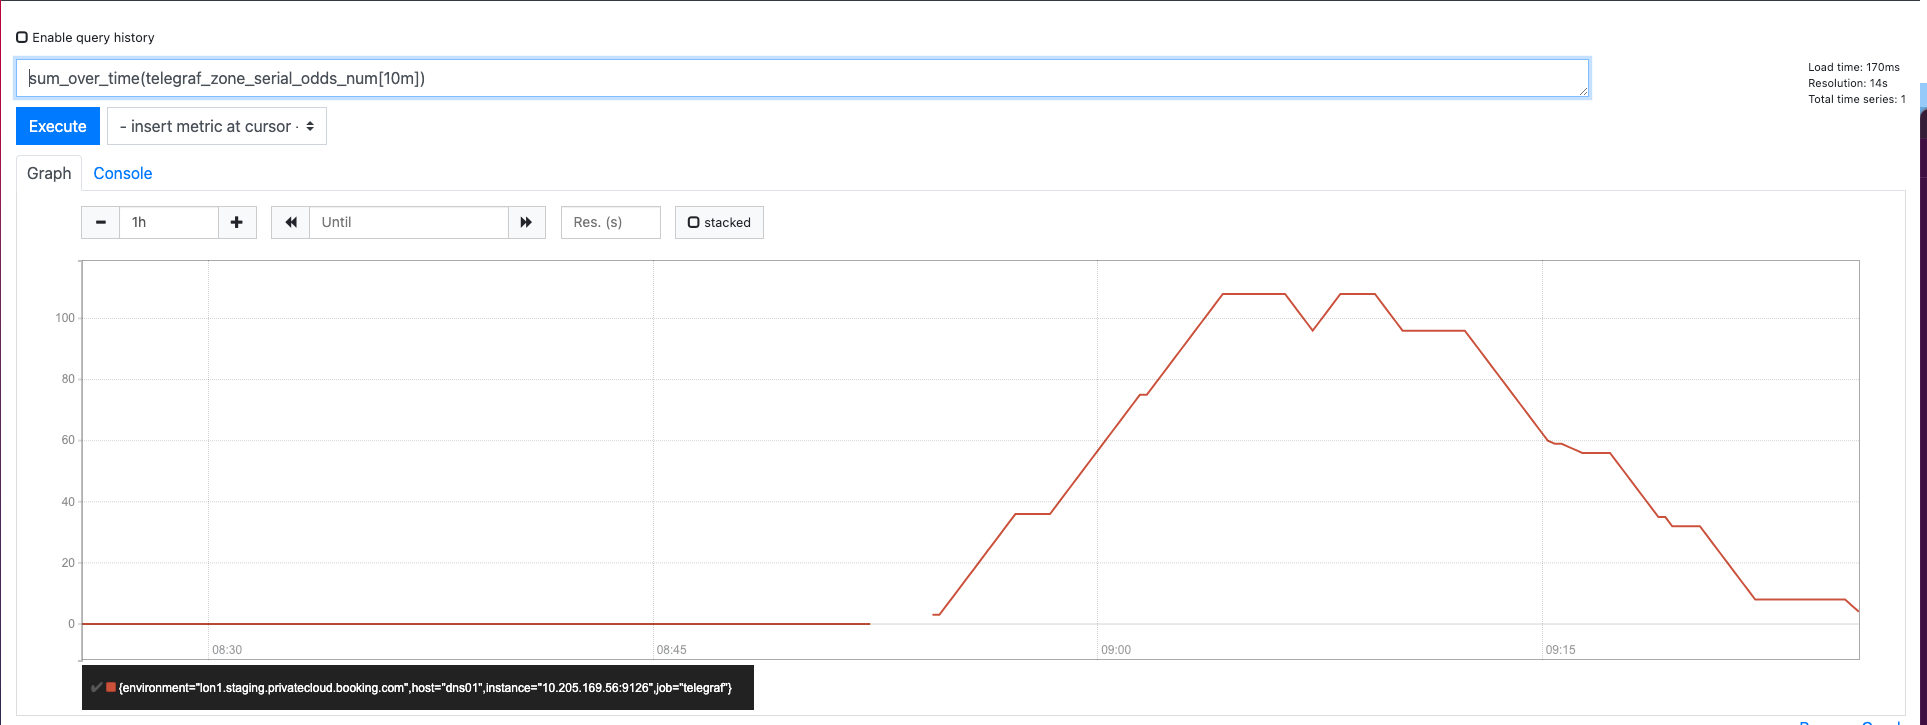 Enable query history
sum_over_time(telegraf_zone_serial_odds_num[10m])
Load time: 170ms
Resolution: 14s
Total time series: 1
Execute
- insert metric at cursor -
Graph
Console
1h
Until
Res. (s)
stacked
100
80
60
40
20
0
08:30
08:45
09:00
09:15
{environment="lon1.staging.privatecloud.booking.com",host="dns01",instance="10.205.169.56:9126",job="telegraf"}